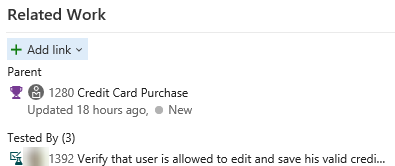 Related Work
+ Add link
Parent
1280 Credit Card Purchase
Updated 18 hours ago, New
Tested By (3)
1392 Verify that user is allowed to edit and save his valid credi...